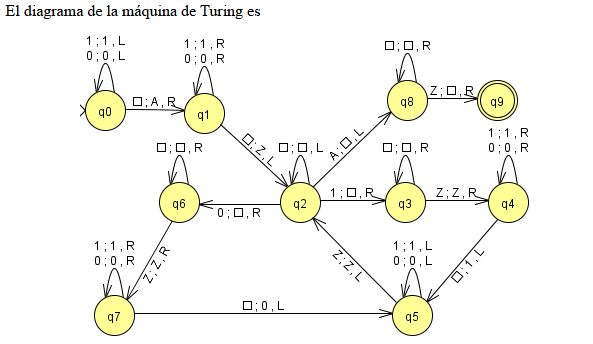 El diagrama de la máquina de Turing es
1 ; 1 , L
0 ; 0 , L
1 ; 1 , R
0 ; 0 , R
□ ; □ , R
q0
□ ; A , R
q1
q8
Z ; □ , R
q9
□ ; Z , L
A ; □ , L
□ ; □ , R
□ ; □ , L
□ ; □ , R
1 ; 1 , R
0 ; 0 , R
q6
0 ; □ , R
q2
1 ; □ , R
q3
Z ; Z , R
q4
1 ; 1 , R
0 ; 0 , R
Z ; Z , R
Z ; Z , L
1 ; 1 , L
0 ; 0 , L
□ ; 1 , L
q7
□ ; 0 , L
q5